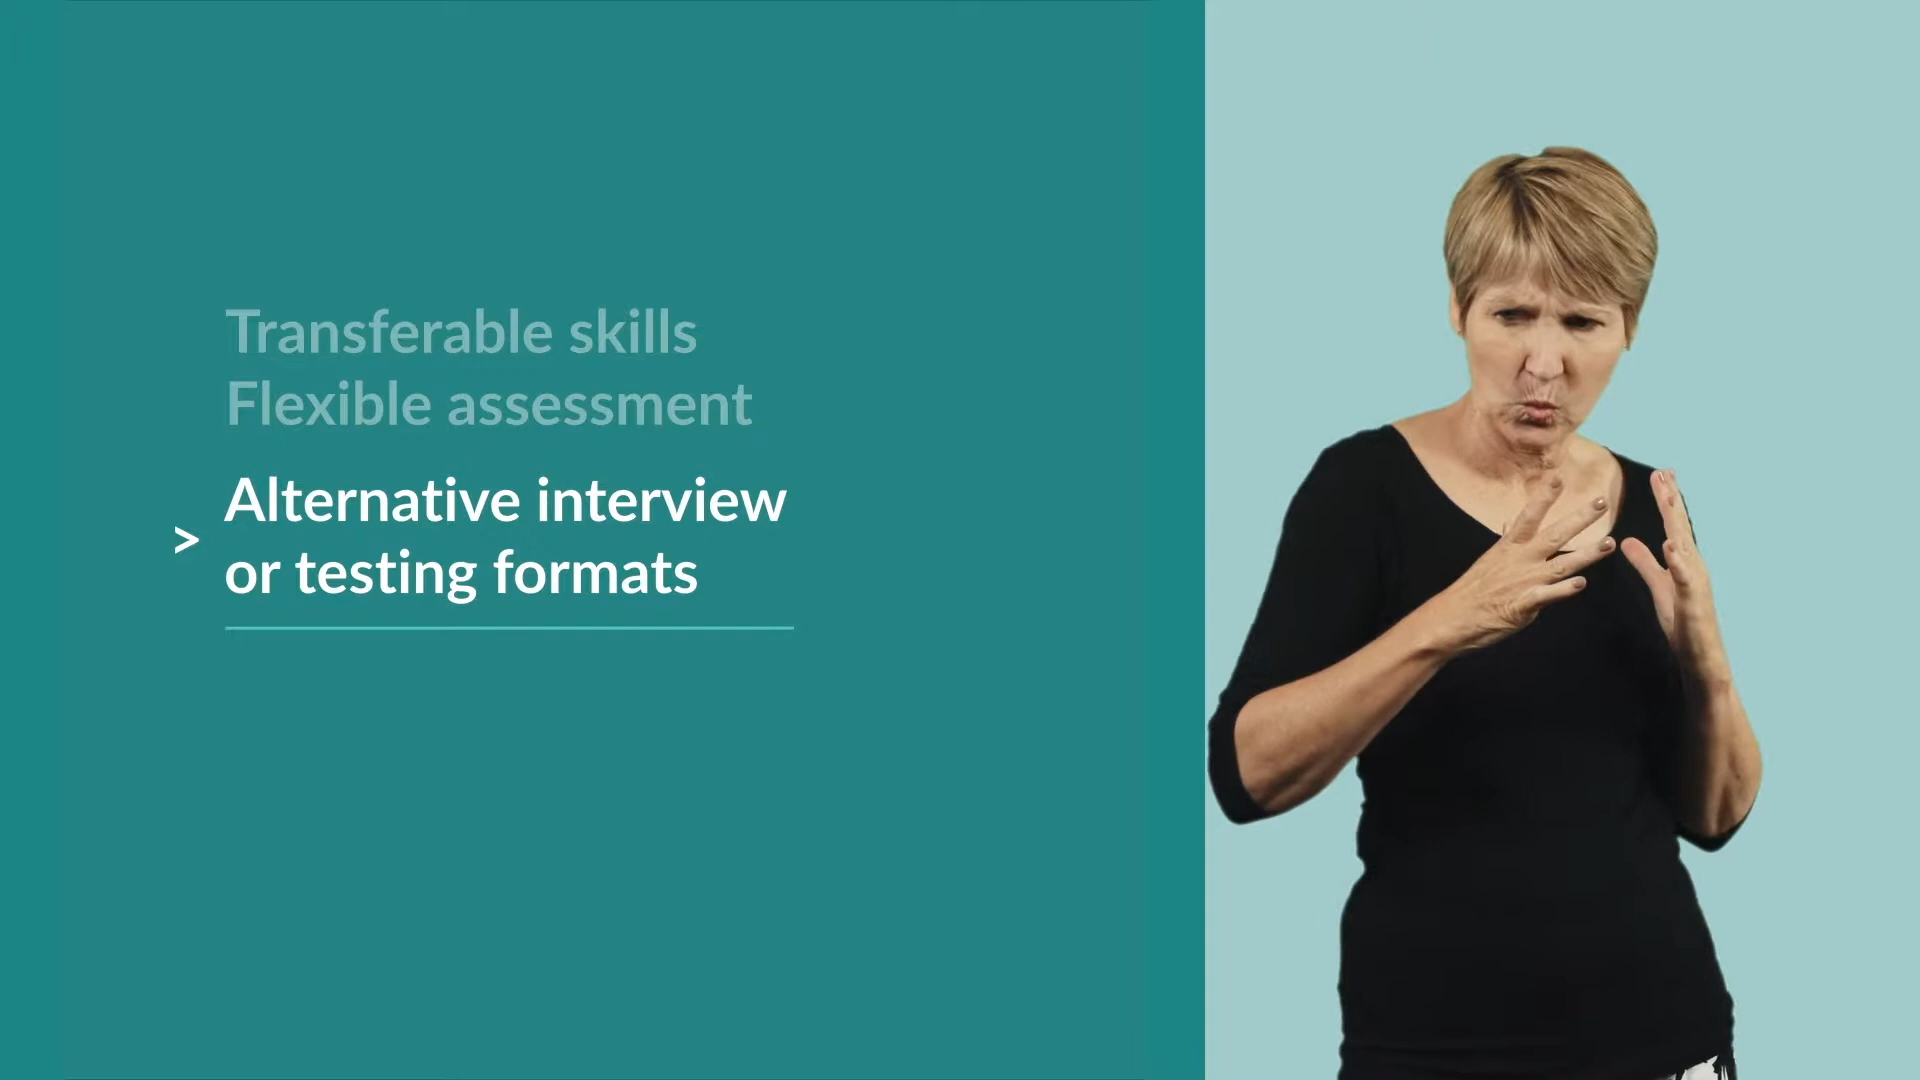 Transferable skills
Flexible assessment
Alternative interview
> or testing formats